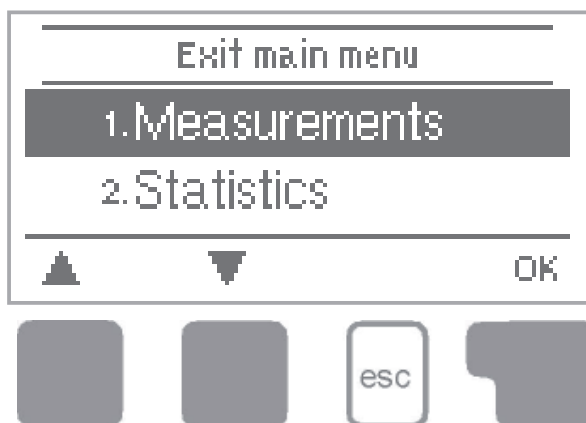 Exit main menu
1.Measurements
2.Statistics
OK
esc